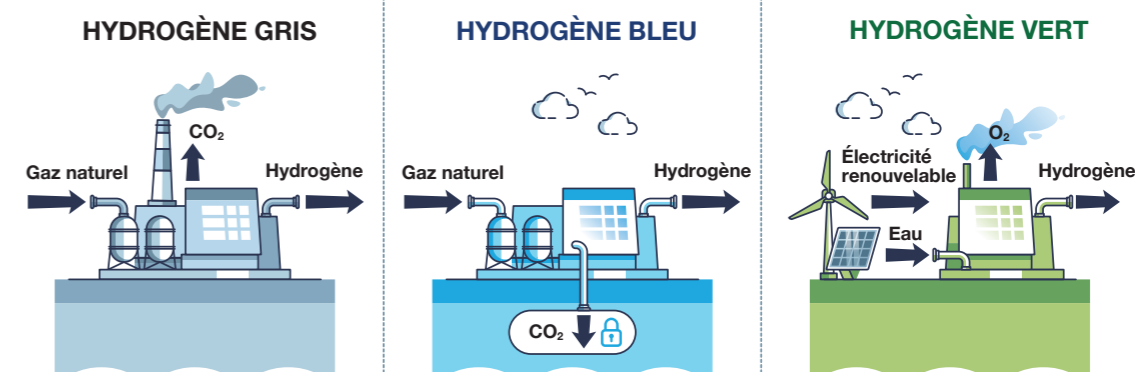 HYDROGÈNE GRIS
CO₂
Gaz naturel
Hydrogène
HYDROGÈNE BLEU
Gaz naturel
Hydrogène
CO₂
HYDROGÈNE VERT
O₂
Électricité
renouvelable
Hydrogène
Eau